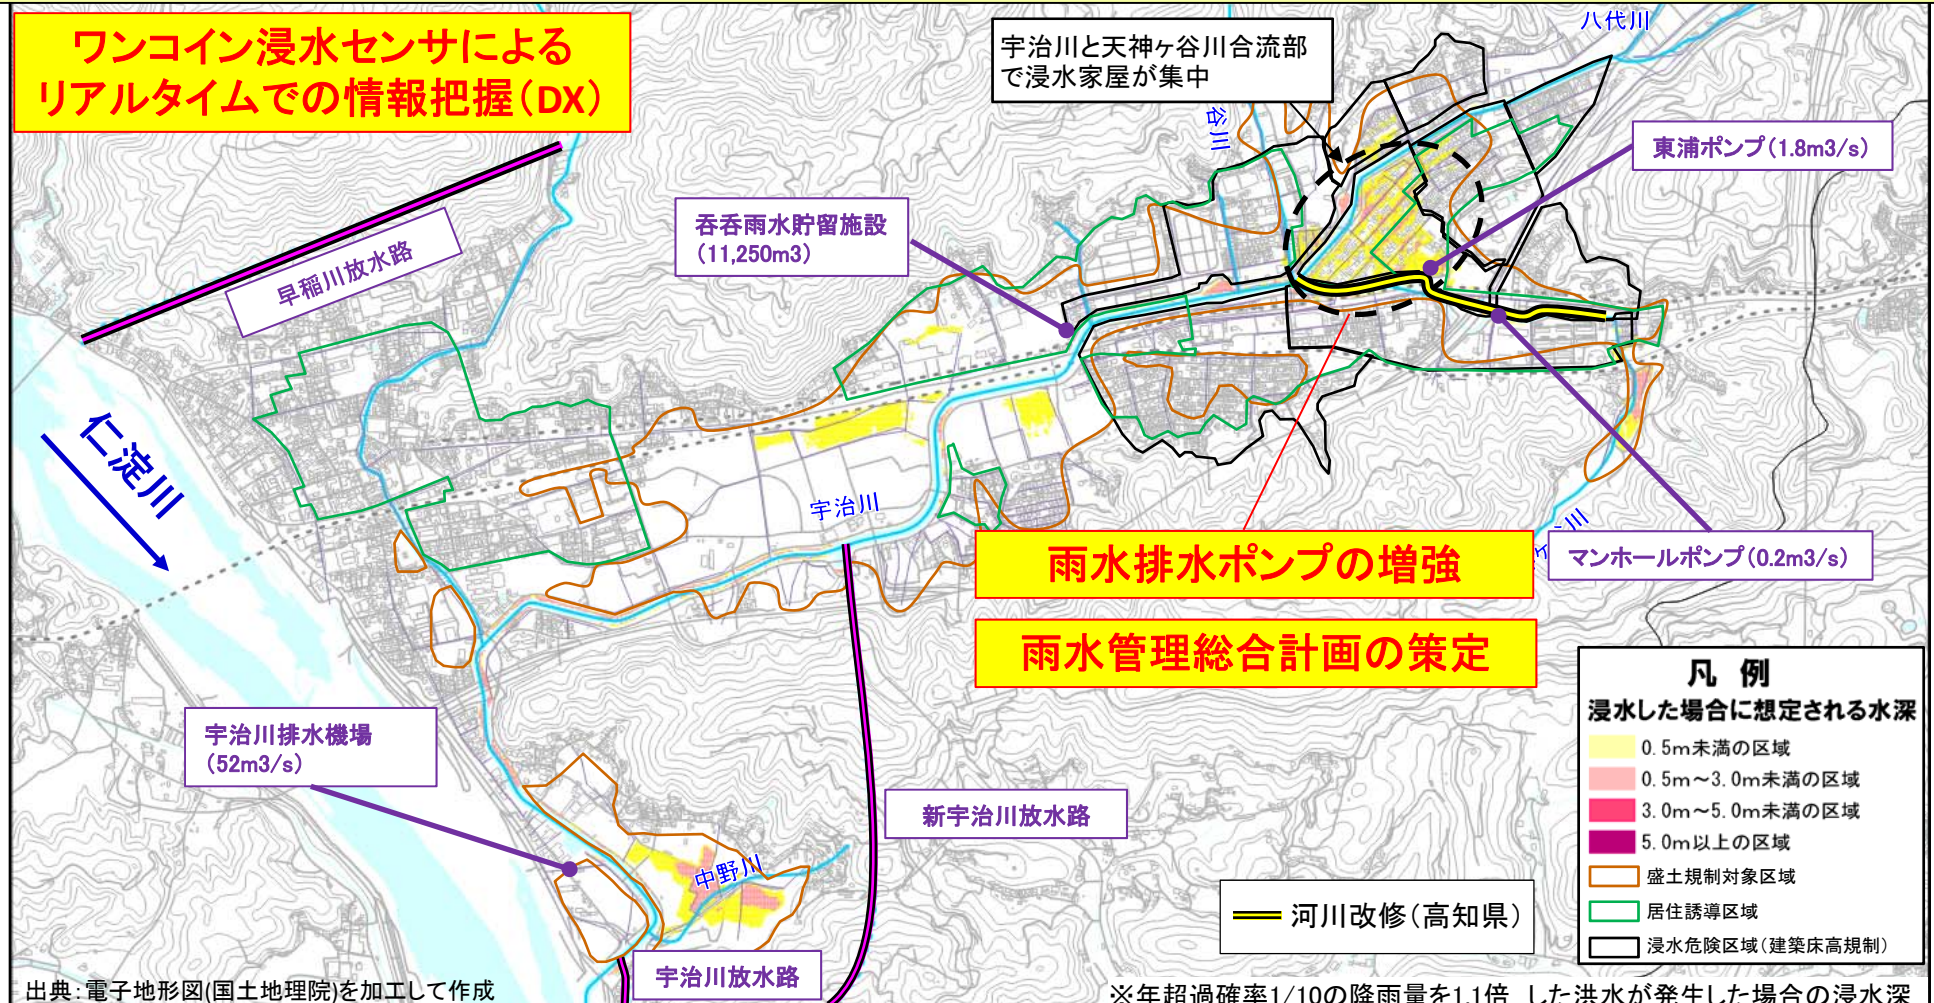 ワンコイン浸水センサによる
リアルタイムでの情報把握(DX)
宇治川と天神ヶ谷川合流部
で浸水家屋が集中
八代川
谷川
東浦ポンプ(1.8m3/s)
呑呑雨水貯留施設
(11,250m3)
早稲川放水路
仁淀川
宇治川
雨水排水ポンプの増強
川
マンホールポンプ(0.2m3/s)
雨水管理総合計画の策定
宇治川排水機場
(52m3/s)
新宇治川放水路
中野川
宇治川放水路
河川改修(高知県)
凡 例
浸水した場合に想定される水深
0.5m未満の区域
0.5m~3.0m未満の区域
3.0m~5.0m未満の区域
5.0m以上の区域
盛土規制対象区域
居住誘導区域
浸水危険区域(建築床高規制)
出典:電子地形図(国土地理院)を加工して作成
※年超過確率1/10の降雨量を1.1倍 した洪水が発生した場合の浸水深